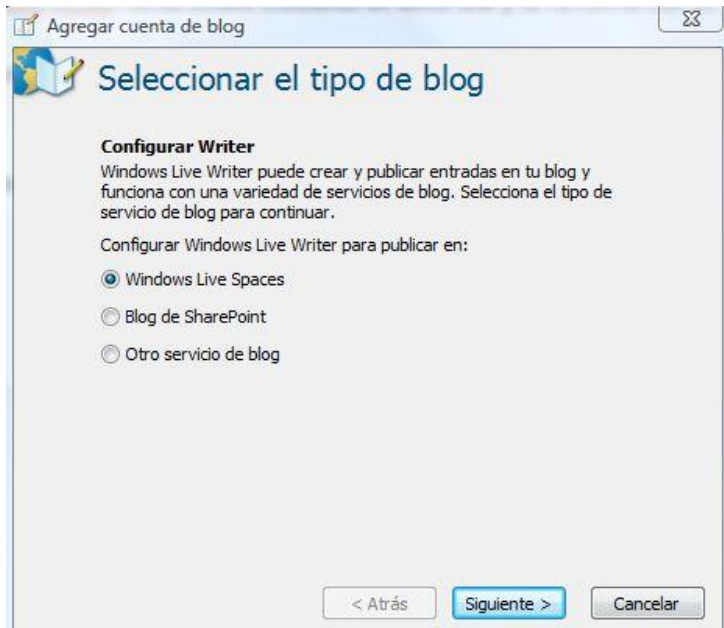 Agregar cuenta de blog
Seleccionar el tipo de blog
Configurar Writer
Windows Live Writer puede crear y publicar entradas en tu blog y
funciona con una variedad de servicios de blog. Selecciona el tipo de
servicio de blog para continuar.
Configurar Windows Live Writer para publicar en:
Windows Live Spaces
Blog de SharePoint
Otro servicio de blog
< Atrás Siguiente > Cancelar